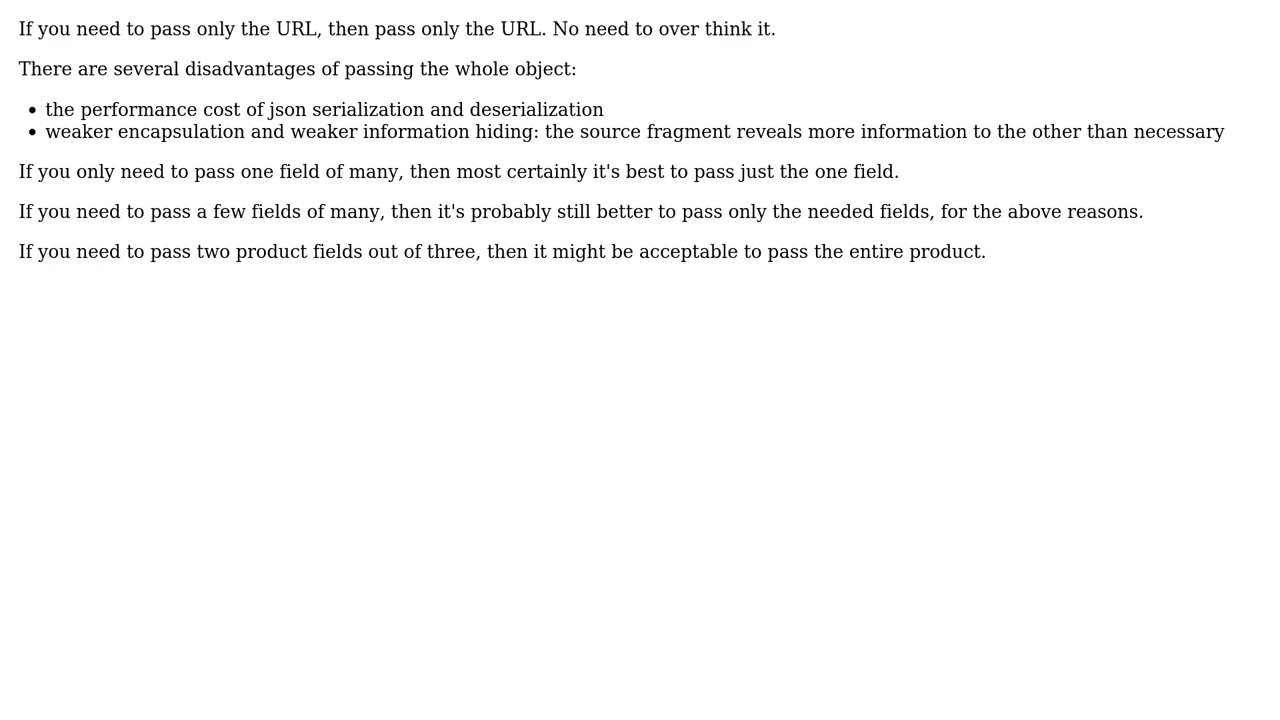 If you need to pass only the URL, then pass only the URL. No need to over think it.
There are several disadvantages of passing the whole object:
• the performance cost of json serialization and deserialization
• weaker encapsulation and weaker information hiding: the source fragment reveals more information to the other than necessary
If you only need to pass one field of many, then most certainly it's best to pass just the one field.
If you need to pass a few fields of many, then it's probably still better to pass only the needed fields, for the above reasons.
If you need to pass two product fields out of three, then it might be acceptable to pass the entire product.